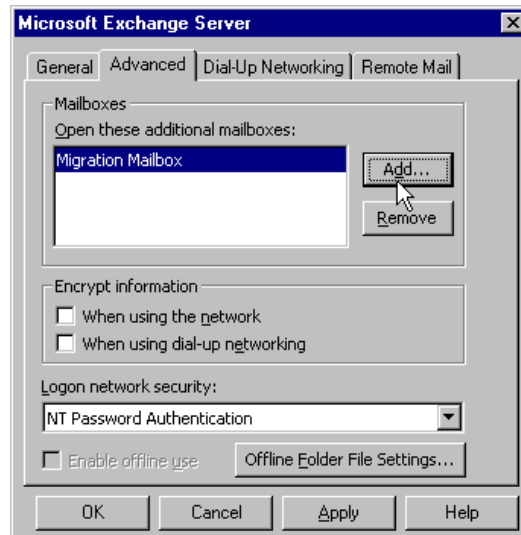 Microsoft Exchange Server
General Advanced Dial-Up Networking Remote Mail
Mailboxes
Open these additional mailboxes:
Migration Mailbox
Add...
Remove
Encrypt information
When using the network
When using dial-up networking
Logon network security:
NT Password Authentication
Enable offline use Offline Folder File Settings...
OK Cancel Apply Help